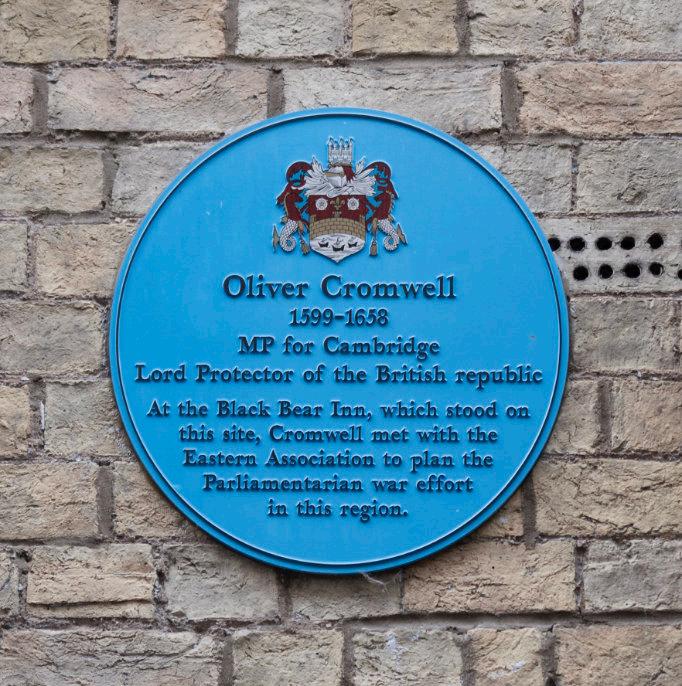 Oliver Cromwell
1599-1658
MP for Cambridge
Lord Protector of the British republic
At the Black Bear Inn, which stood on
this site, Cromwell met with the
Eastern Association to plan the
Parliamentarian war effort
in this region.